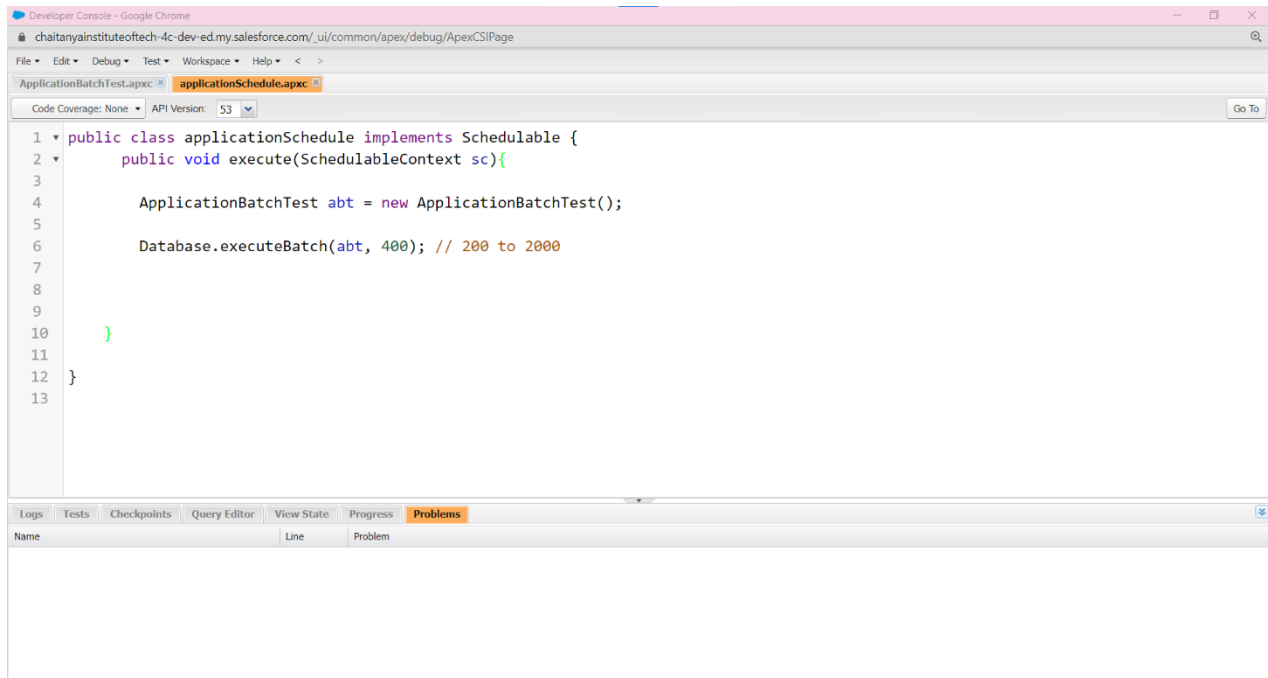 Developer Console - Google Chrome
chaitanyainstituteoftech-4c-dev-ed.my.salesforce.com/_ui/common/apex/debug/ApexCSIPage
File Edit Debug Test Workspace Help < >
ApplicationBatchTest.apxc applicationSchedule.apxc
Code Coverage: None API Version: 53 Go To
1 public class applicationSchedule implements Schedulable {
2 public void execute(SchedulableContext sc){
3
4 ApplicationBatchTest abt = new ApplicationBatchTest();
5
6 Database.executeBatch(abt, 400); // 200 to 2000
7
8
9
10 }
11
12 }
13
Logs Tests Checkpoints Query Editor View State Progress Problems
Name Line Problem